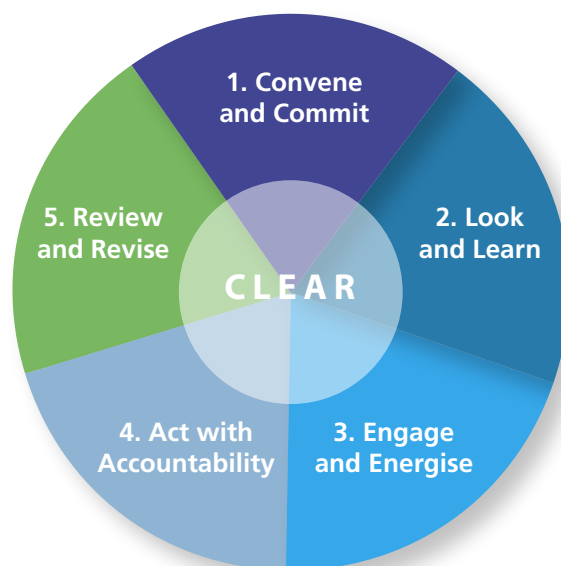 1. Convene
and Commit
2. Look
and Learn
3. Engage
and Energise
4. Act with
Accountability
5. Review
and Revise
CLEAR